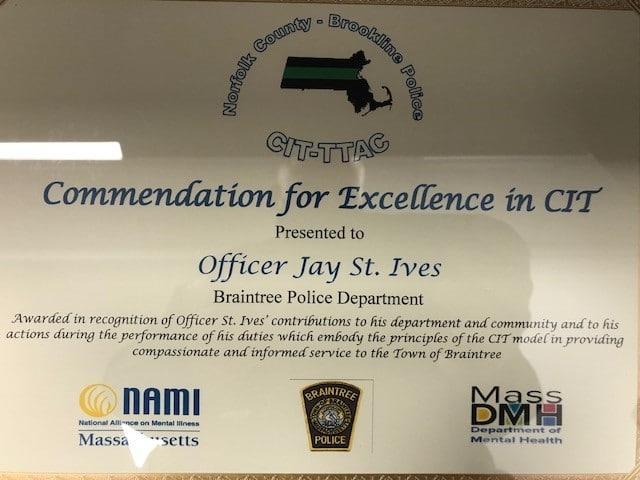 Norfolk County - Brookline Police
CIT-TTAC
Commendation for Excellence in CIT
Presented to
Officer Jay St. Ives
Braintree Police Department
Awarded in recognition of Officer St. Ives' contributions to his department and community and to his
actions during the performance of his duties which embody the principles of the CIT model in providing
compassionate and informed service to the Town of Braintree
NAMI
National Alliance on Mental Illness
Massachusetts
BRAINTREE
POLICE
Mass
DMH
Department of
Mental Health